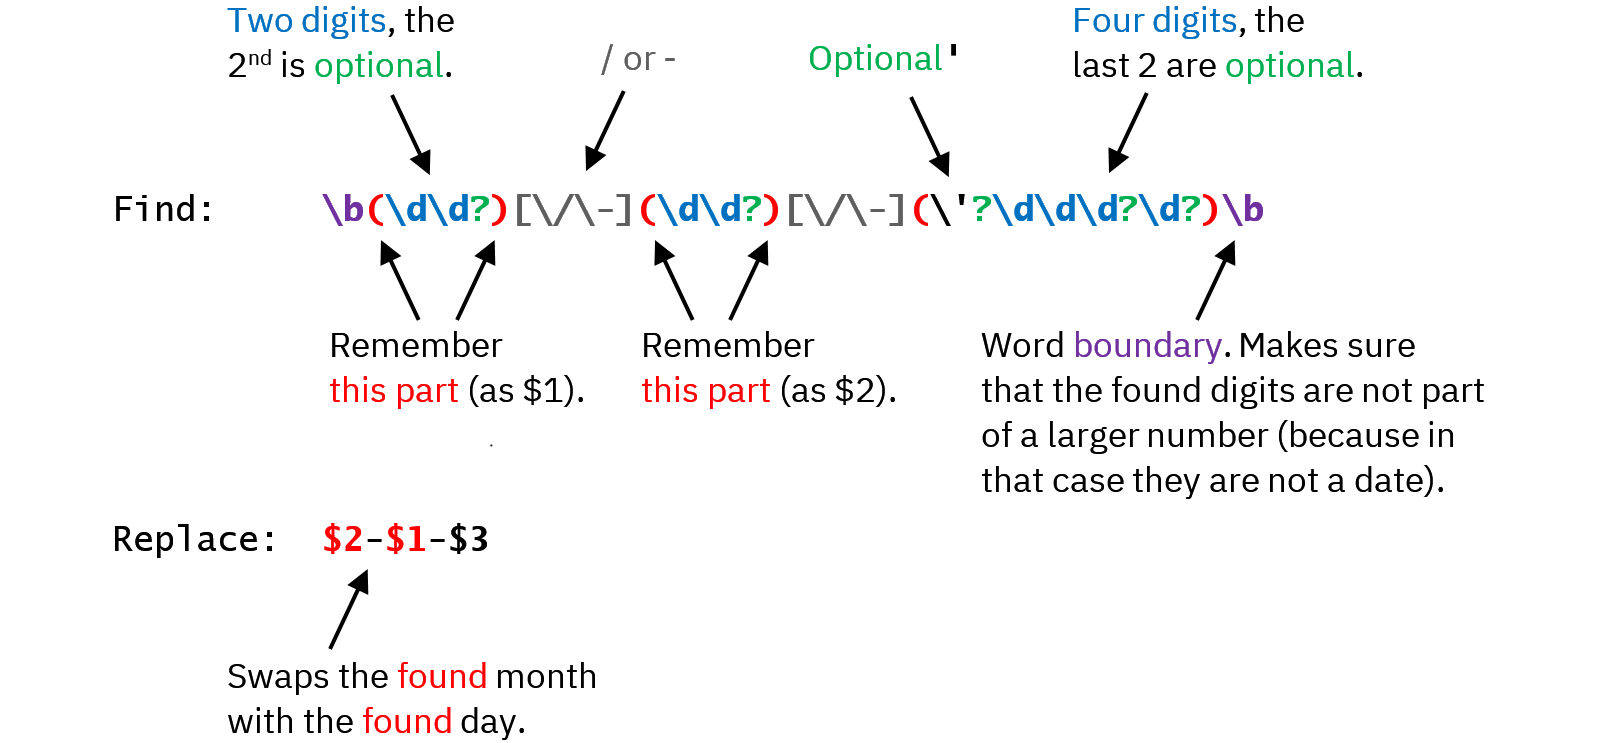 Two digits, the
2nd is optional.
/ or -
Optional '
Four digits, the
last 2 are optional.
Find: \b(\d\d?)[\/\-](\d\d?)[\/\-](\'?\d\d\d?\d?)\b
Remember
this part (as $1).
Remember
this part (as $2).
Word boundary. Makes sure
that the found digits are not part
of a larger number (because in
that case they are not a date).
Replace: $2-$1-$3
Swaps the found month
with the found day.